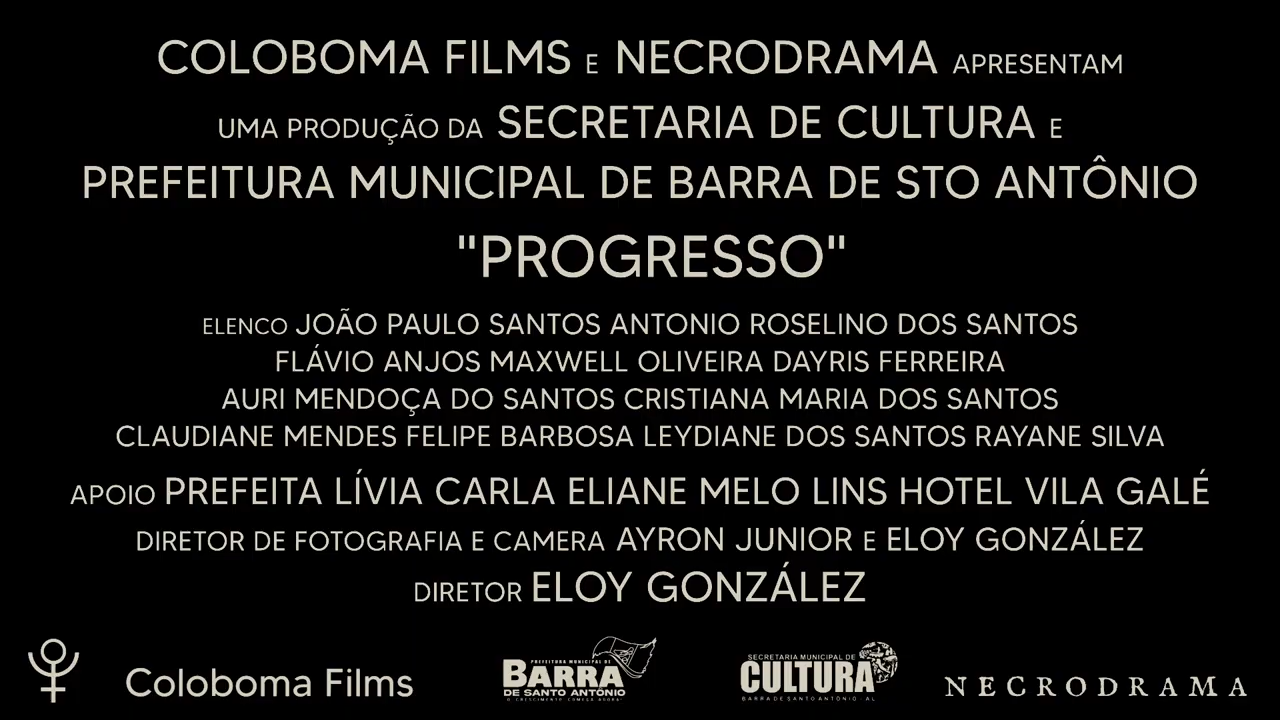 COLOBOMA FILMS E NECRODRAMA APRESENTAM
UMA PRODUÇÃO DA SECRETARIA DE CULTURA E
PREFEITURA MUNICIPAL DE BARRA DE STO ANTÔNIO
"PROGRESSO"
ELENCO JOÃO PAULO SANTOS ANTONIO ROSELINO DOS SANTOS
FLÁVIO ANJOS MAXWELL OLIVEIRA DAYRIS FERREIRA
AURI MENDOÇA DO SANTOS CRISTIANA MARIA DOS SANTOS
CLAUDIANE MENDES FELIPE BARBOSA LEYDIANE DOS SANTOS RAYANE SILVA
APOIO PREFEITA LÍVIA CARLA ELIANE MELO LINS HOTEL VILA GALÉ
DIRETOR DE FOTOGRAFIA E CAMERA AYRON JUNIOR E ELOY GONZÁLEZ
DIRETOR ELOY GONZÁLEZ
Coloboma Films
PREFEITURA MUNICIPAL DE
BARRA
DE SANTO ANTÔNIO
O CRESCIMENTO COMEÇA AGORA!
SECRETARIA MUNICIPAL DE
CULTURA
BARRA DE SANTO ANTÔNIO - AL
NECRODRAMA